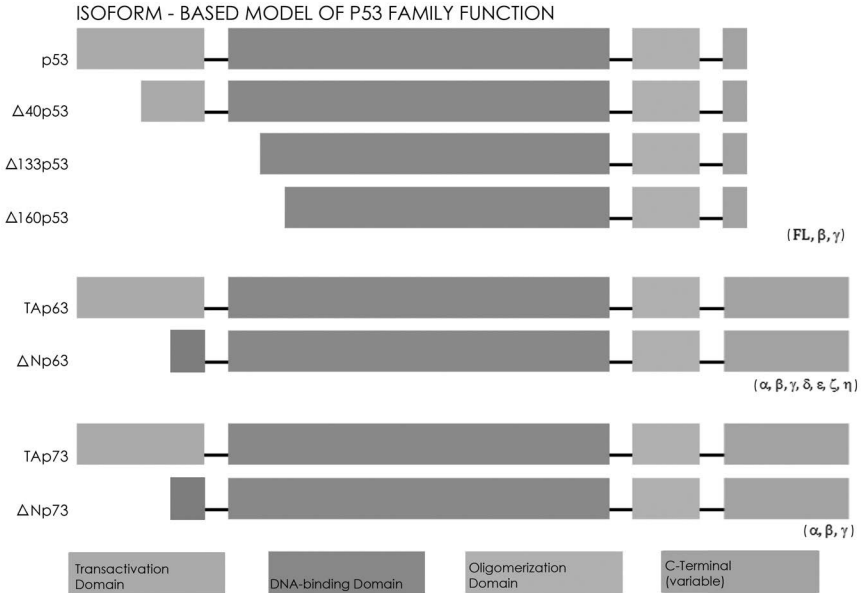 ISOFORM - BASED MODEL OF P53 FAMILY FUNCTION
p53
Δ40p53
Δ133p53
Δ160p53
(FL, β, γ)
TAp63
ΔNp63
(α, β, γ, δ, ε, ζ, η)
TAp73
ΔNp73
(α, β, γ)
Transactivation
Domain
DNA-binding Domain
Oligomerization
Domain
C-Terminal
(variable)